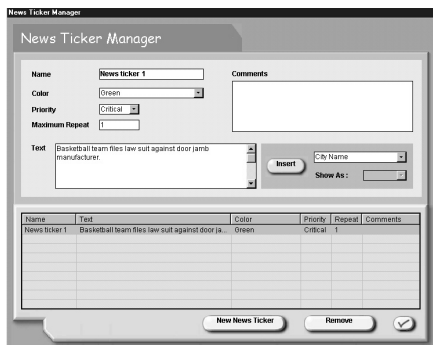 News Ticker Manager
News Ticker Manager
Name News ticker 1 Comments
Color Green
Priority Critical
Maximum Repeat 1
Text Basketball team files law suit against door jamb
manufacturer.
Insert City Name
Show As :
Name Text Color Priority Repeat Comments
News ticker 1 Basketball team files law suit against door ja... Green Critical 1
New News Ticker Remove